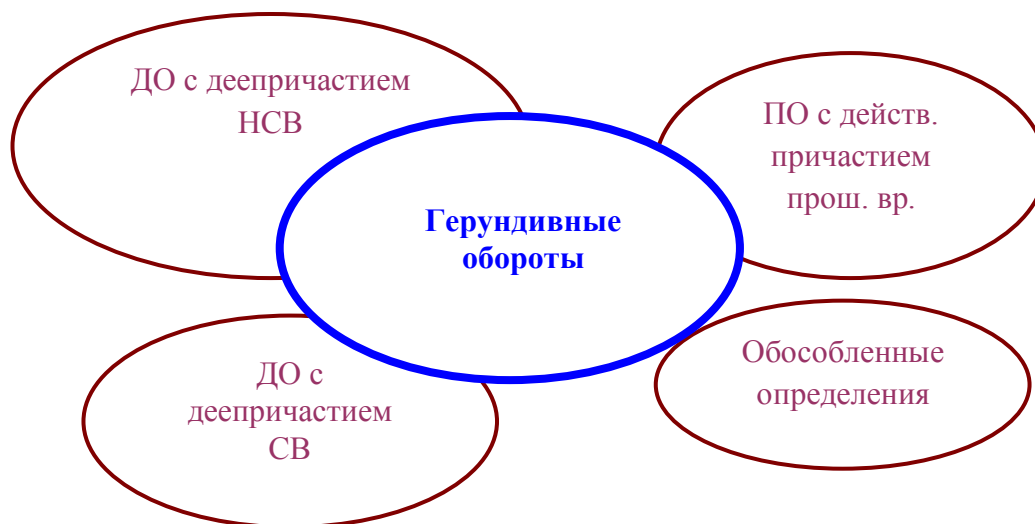 ДО с деепричастием
НСВ
ПО с действ.
причастием
прош. вр.
Герундивные
обороты
ДО с
деепричастием
СВ
Обособленные
определения